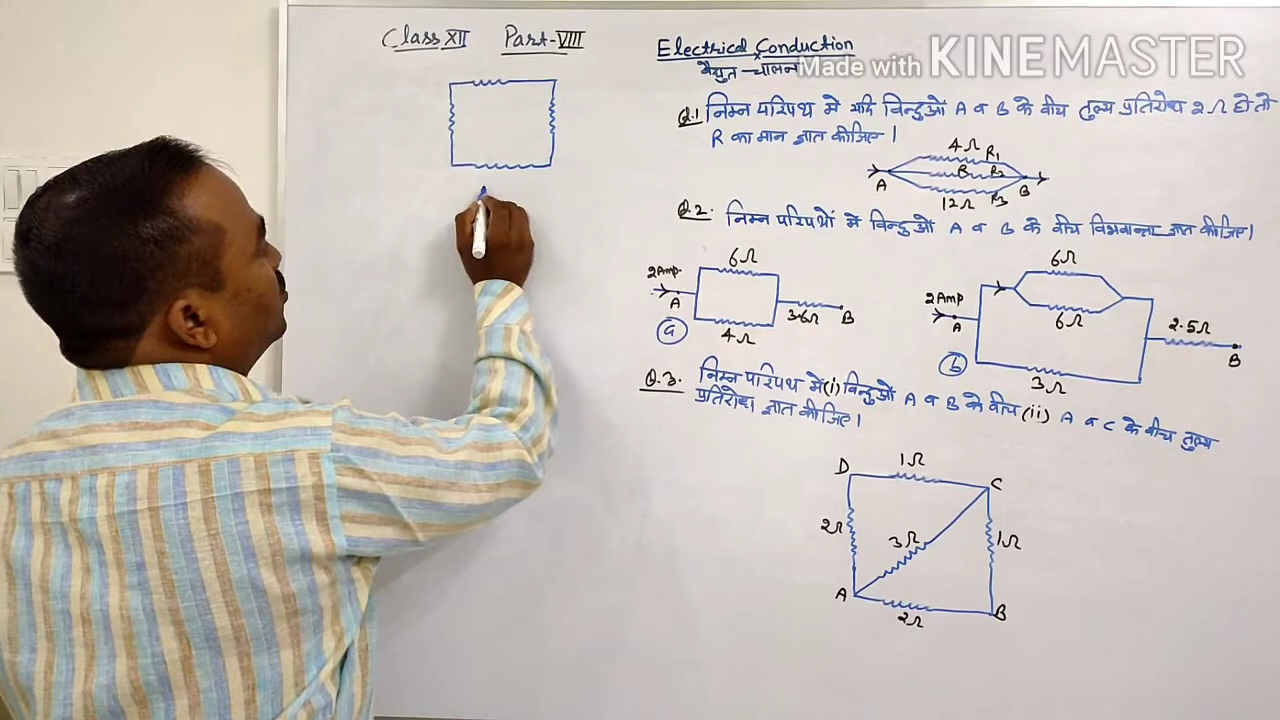 Class XII Part-VIII
Electrical Conduction
वैद्युत-चालन
Made with KINEMASTER
Q.1 निम्न परिपथ में यदि बिन्दुओं A व B के बीच तुल्य प्रतिरोध 2Ω हो तो
R का मान ज्ञात कीजिए।
4Ω R1
A R R2 B
12Ω R3
Q.2. निम्न परिपथों में बिन्दुओं A व B के बीच विभवान्तर ज्ञात कीजिए।
2Amp. A 6Ω 4Ω 3.6Ω B
(a)
2Amp A 6Ω 6Ω 3Ω 2.5Ω B
(b)
Q.3. निम्न परिपथ में (i) बिन्दुओं A व B के बीच (ii) A व C के बीच तुल्य
प्रतिरोध ज्ञात कीजिए।
D 1Ω C
2Ω 3Ω 1Ω
A 2Ω B